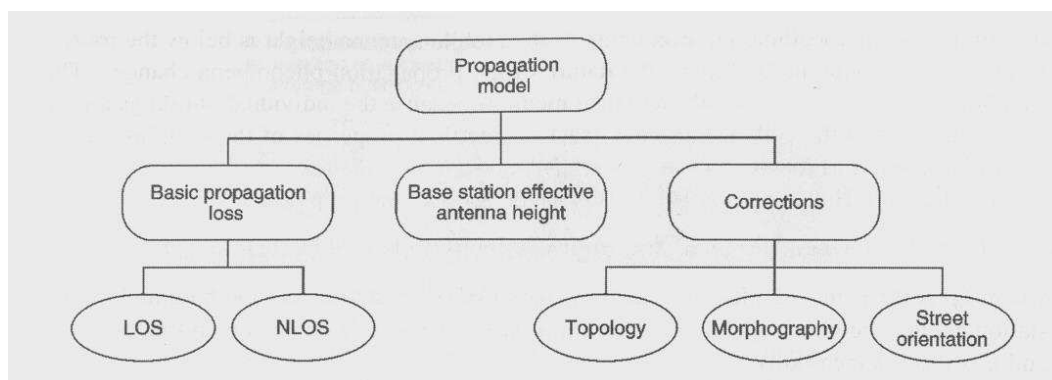 Propagation
model
Basic propagation
loss
Base station effective
antenna height
Corrections
LOS
NLOS
Topology
Morphography
Street
orientation